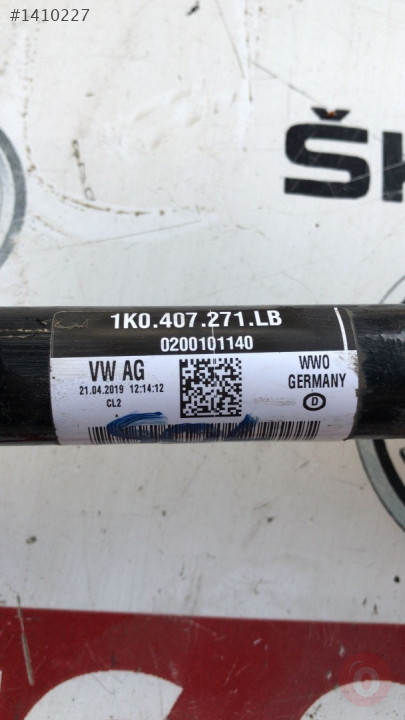 #1410227
ŠK
1K0.407.271.LB
0200101140
VW AG
21.04.2019 12:14:12
CL2
WWO
GERMANY
D